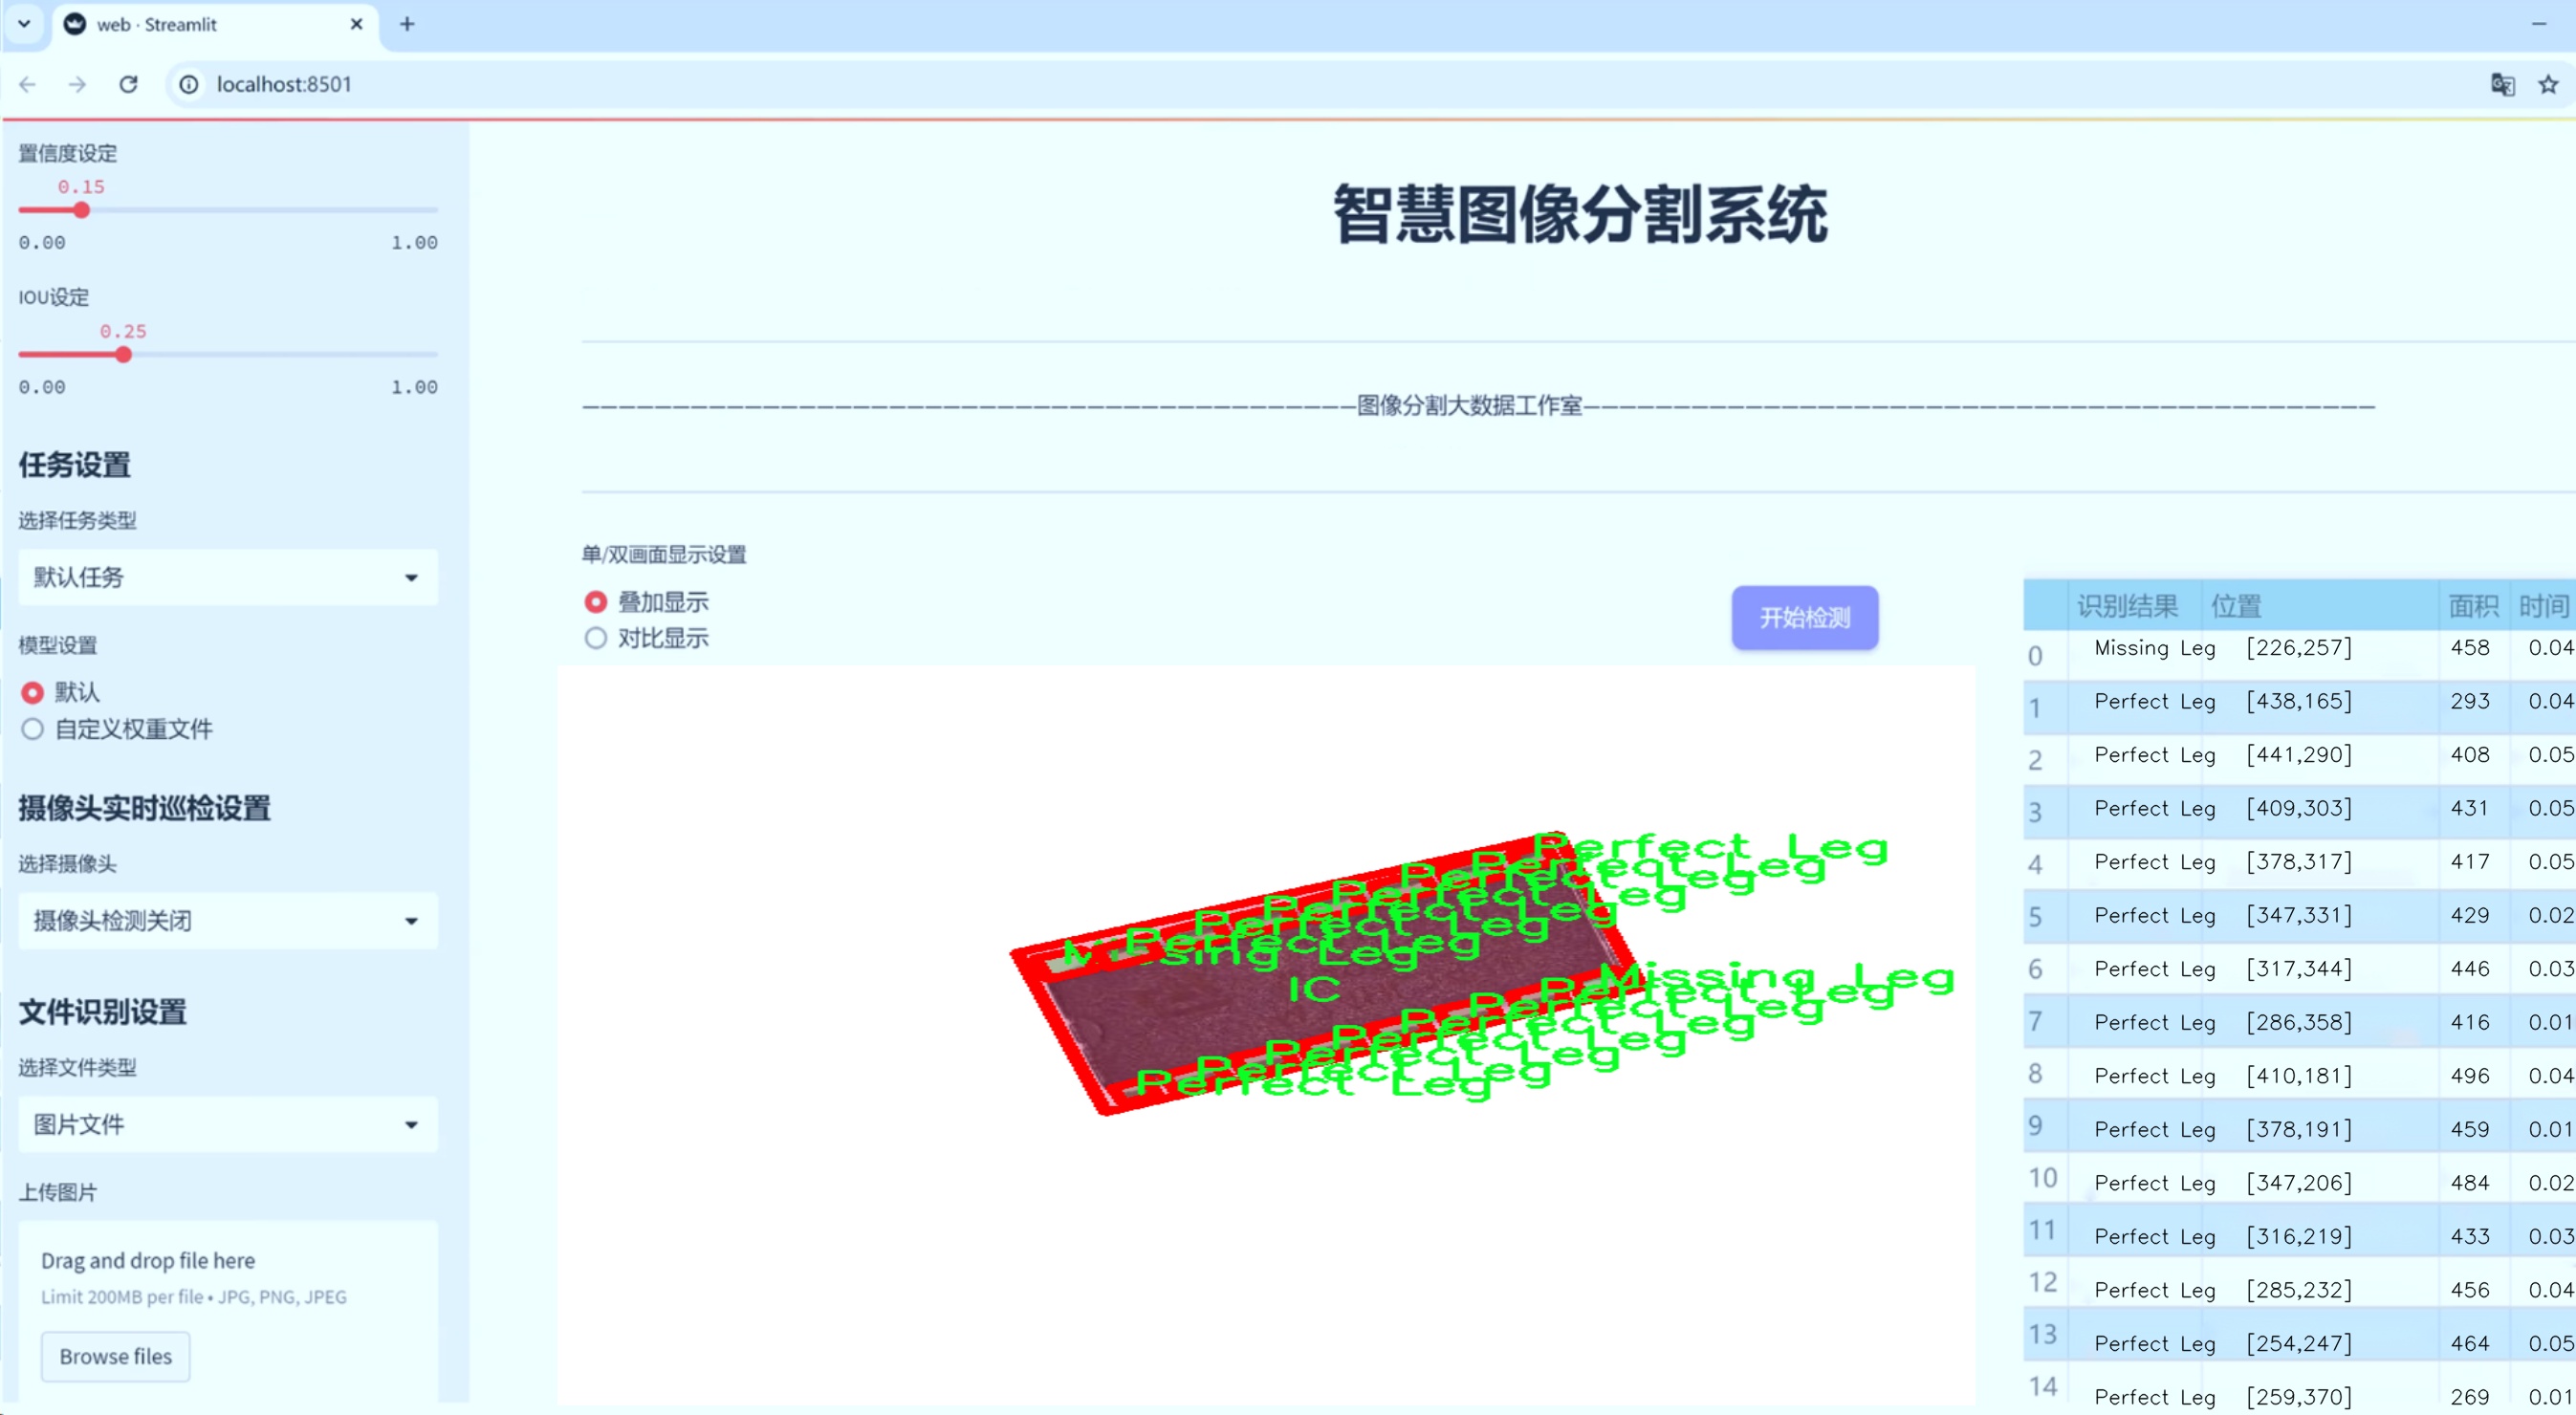 web · Streamlit
localhost:8501
置信度设定
0.15
0.00 1.00
IOU设定
0.25
0.00 1.00
任务设置
选择任务类型
默认任务
模型设置
默认
自定义权重文件
摄像头实时巡检设置
选择摄像头
摄像头检测关闭
文件识别设置
选择文件类型
图片文件
上传图片
Drag and drop file here
Limit 200MB per file • JPG, PNG, JPEG
Browse files
智慧图像分割系统
图像分割大数据工作室
单/双画面显示设置
叠加显示
对比显示
开始检测
Perfect Leg
Missing Leg
IC
Missing Leg
Perfect Leg
识别结果 位置 面积 时间
0 Missing Leg [226,257] 458 0.04
1 Perfect Leg [438,165] 293 0.04
2 Perfect Leg [441,290] 408 0.05
3 Perfect Leg [409,303] 431 0.05
4 Perfect Leg [378,317] 417 0.05
5 Perfect Leg [347,331] 429 0.02
6 Perfect Leg [317,344] 446 0.03
7 Perfect Leg [286,358] 416 0.01
8 Perfect Leg [410,181] 496 0.04
9 Perfect Leg [378,191] 459 0.01
10 Perfect Leg [347,206] 484 0.02
11 Perfect Leg [316,219] 433 0.03
12 Perfect Leg [285,232] 456 0.04
13 Perfect Leg [254,247] 464 0.05
14 Perfect Leg [259,370] 269 0.01